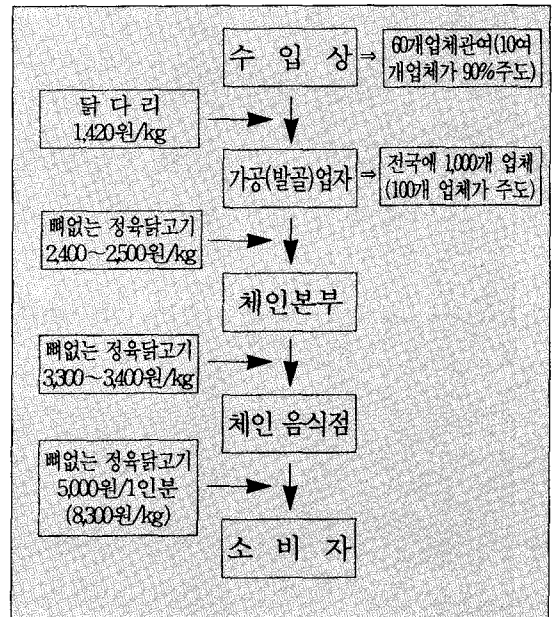 수 입 상
⇒
60개업체관여(10여
개업체가 90%주도)
닭 다 리
1,420원/kg
가공(발골)업자
⇒
전국에 1,000개 업체
(100개 업체가 주도)
뼈없는 정육닭고기
2,400~2,500원/kg
체인본부
뼈없는 정육닭고기
3,300~3,400원/kg
체인 음식점
뼈없는 정육닭고기
5,000원/1인분
(8,300원/kg)
소 비 자